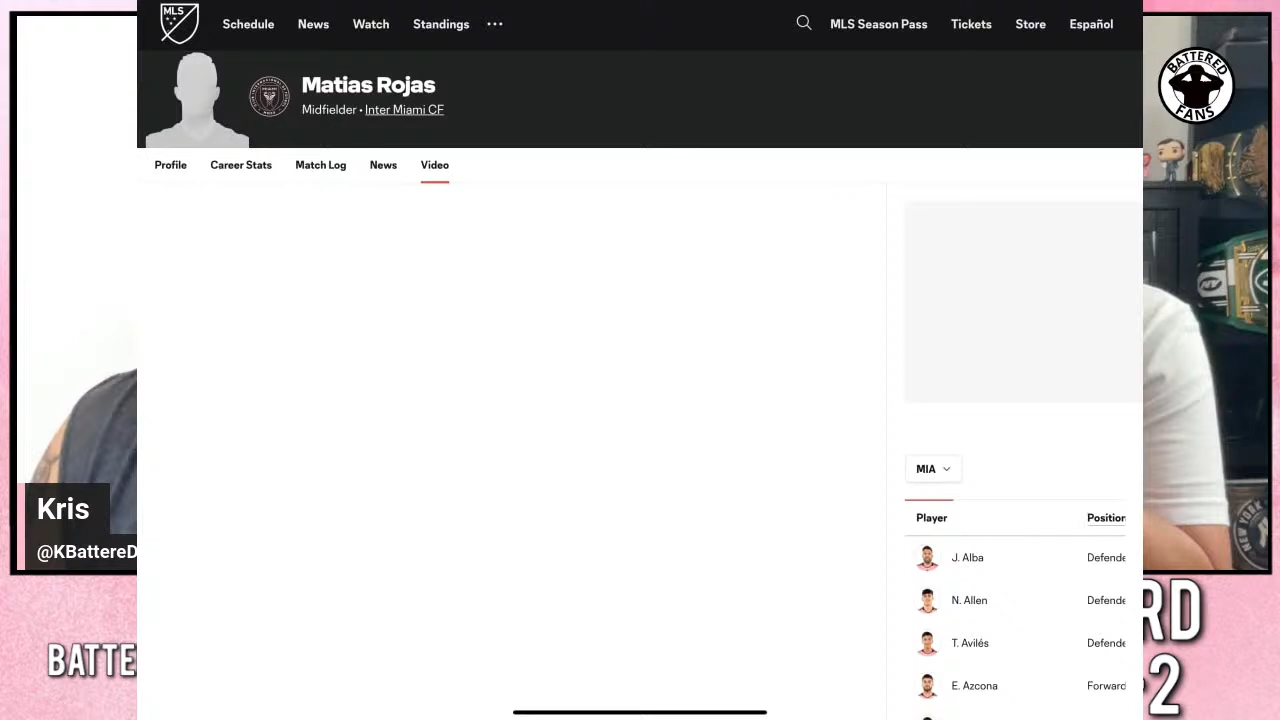 MLS
Schedule
News
Watch
Standings
MLS Season Pass
Tickets
Store
Español
Matias Rojas
Midfielder • Inter Miami CF
Profile
Career Stats
Match Log
News
Video
BATTERED
FANS
MIA
Player
Position
J. Alba
Defende
N. Allen
Defende
T. Avilés
Defende
E. Azcona
Forward
Kris
@KBattereD
BATTE
RD
2
NEW YORK